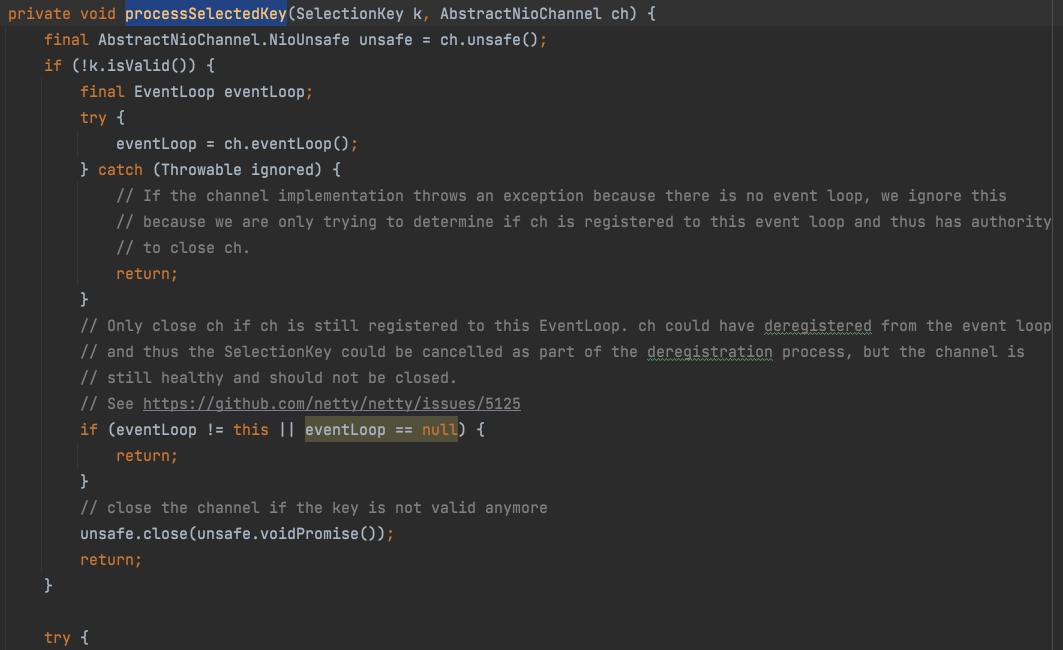 private void processSelectedKey(SelectionKey k, AbstractNioChannel ch) {
    final AbstractNioChannel.NioUnsafe unsafe = ch.unsafe();
    if (!k.isValid()) {
        final EventLoop eventLoop;
        try {
            eventLoop = ch.eventLoop();
        } catch (Throwable ignored) {
            // If the channel implementation throws an exception because there is no event loop, we ignore this
            // because we are only trying to determine if ch is registered to this event loop and thus has authority
            // to close ch.
            return;
        }
        // Only close ch if ch is still registered to this EventLoop. ch could have deregistered from the event loop
        // and thus the SelectionKey could be cancelled as part of the deregistration process, but the channel is
        // still healthy and should not be closed.
        // See https://github.com/netty/netty/issues/5125
        if (eventLoop != this || eventLoop == null) {
            return;
        }
        // close the channel if the key is not valid anymore
        unsafe.close(unsafe.voidPromise());
        return;
    }
    try {